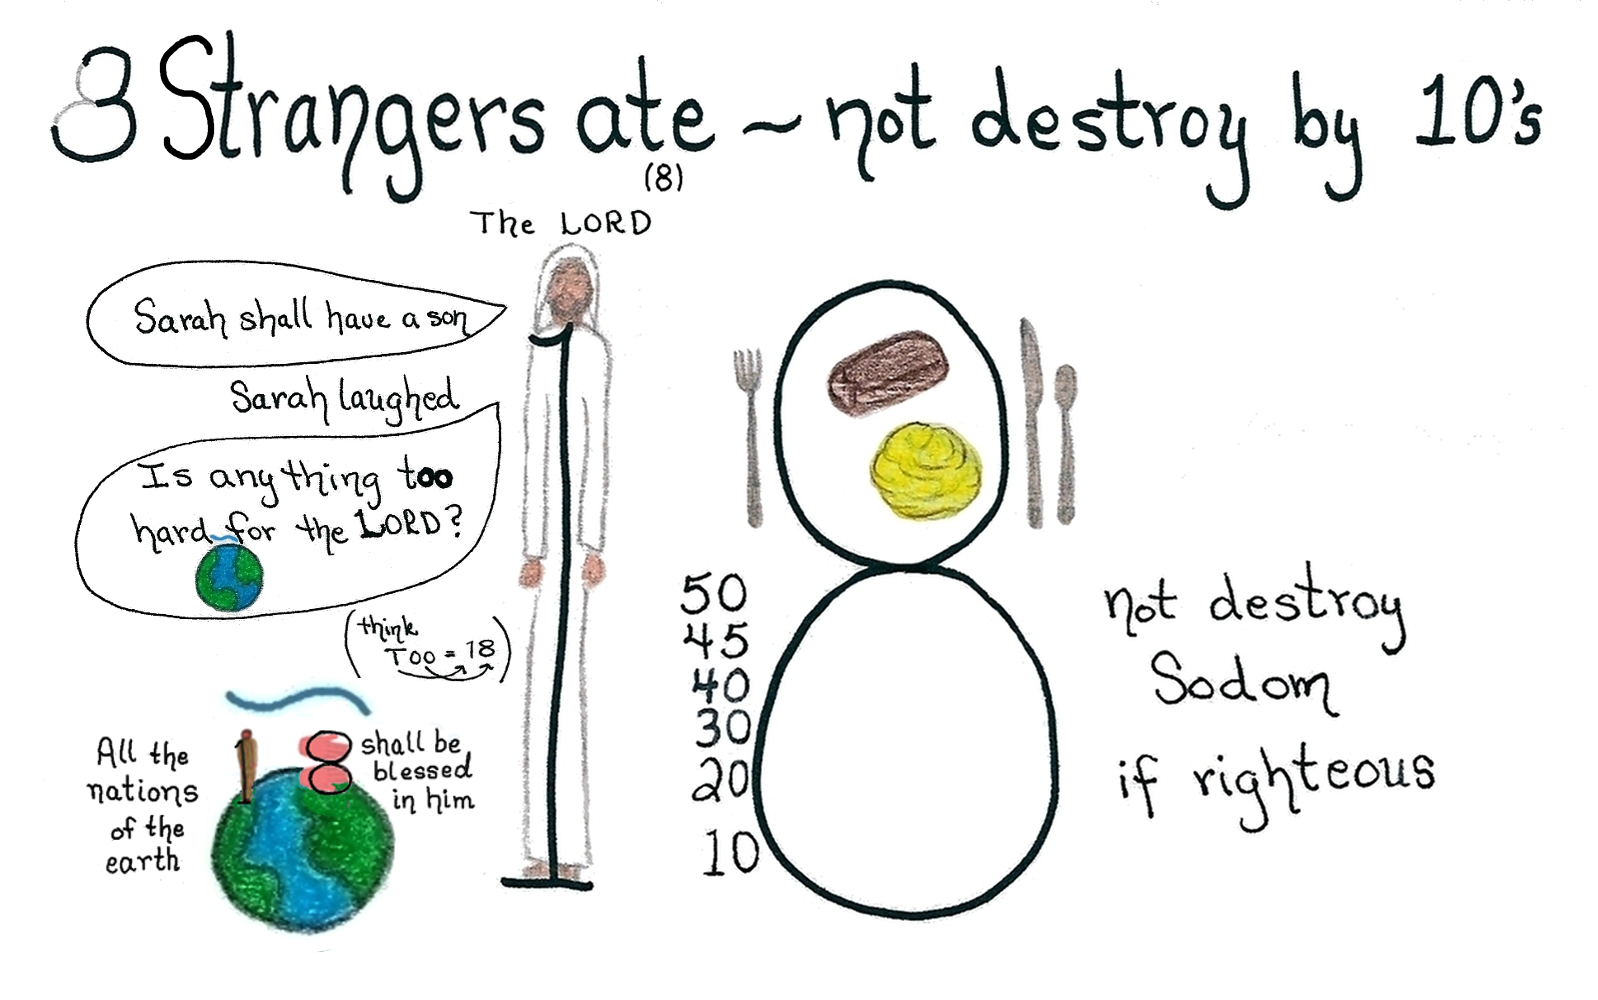 3 Strangers ate ~ not destroy by 10's
(8)
The LORD
Sarah shall have a son
Sarah laughed
Is anything too
hard for the LORD?
(think
Too = 18)
All the
nations
of the
earth
shall be
blessed
in him
50
45
40
30
20
10
not destroy
Sodom
if righteous